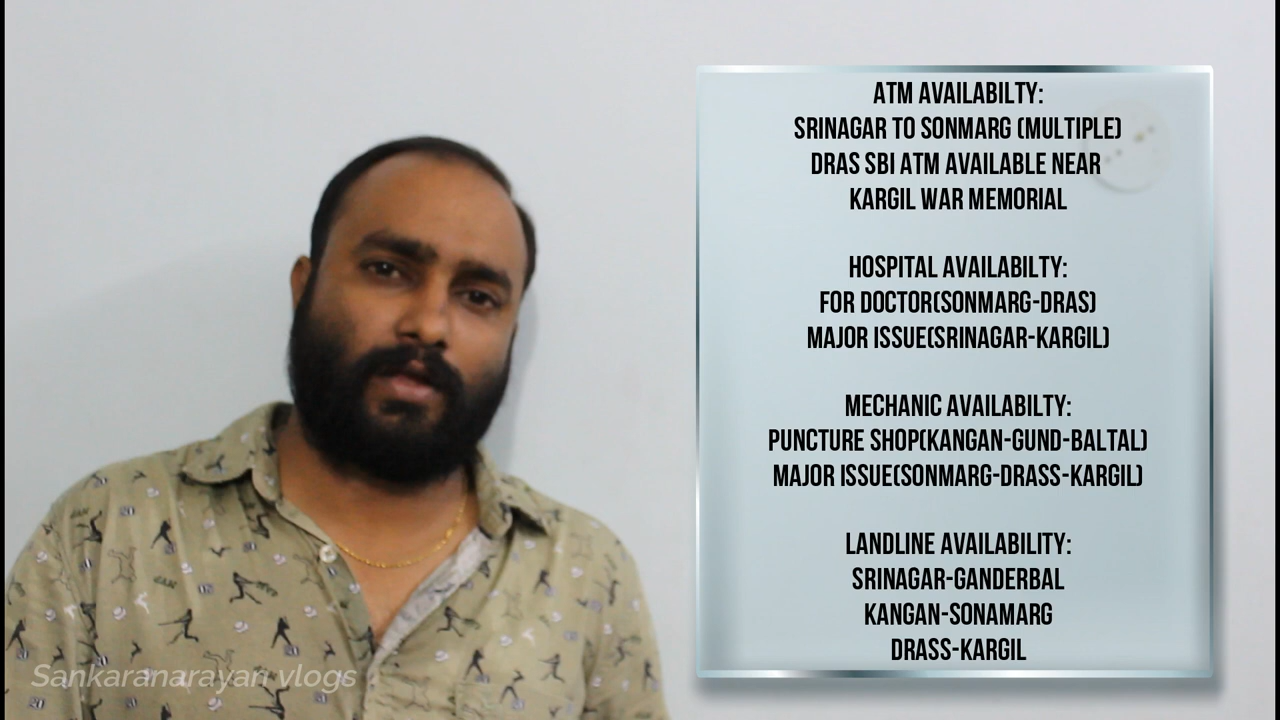 ATM AVAILABILTY:
SRINAGAR TO SONMARG (MULTIPLE)
DRAS SBI ATM AVAILABLE NEAR
KARGIL WAR MEMORIAL
HOSPITAL AVAILABILTY:
FOR DOCTOR(SONMARG-DRAS)
MAJOR ISSUE(SRINAGAR-KARGIL)
MECHANIC AVAILABILTY:
PUNCTURE SHOP(KANGAN-GUND-BALTAL)
MAJOR ISSUE(SONMARG-DRASS-KARGIL)
LANDLINE AVAILABILITY:
SRINAGAR-GANDERBAL
KANGAN-SONAMARG
DRASS-KARGIL
Sankaranarayan vlogs